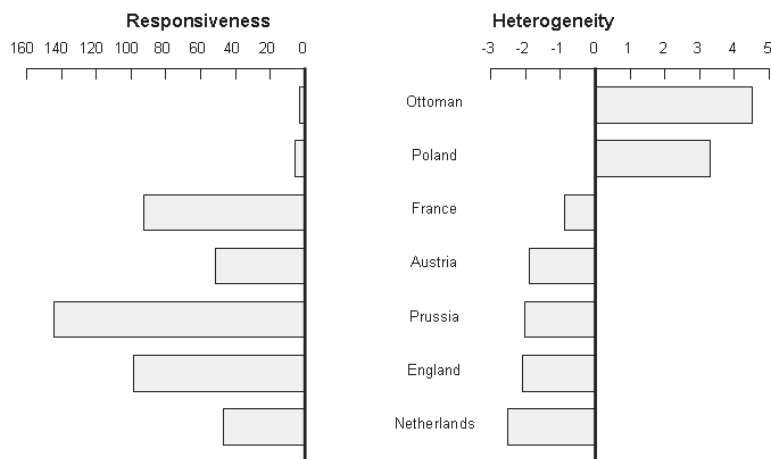 Responsiveness
Heterogeneity
160 140 120 100 80 60 40 20 0
-3 -2 -1 0 1 2 3 4 5
Ottoman
Poland
France
Austria
Prussia
England
Netherlands